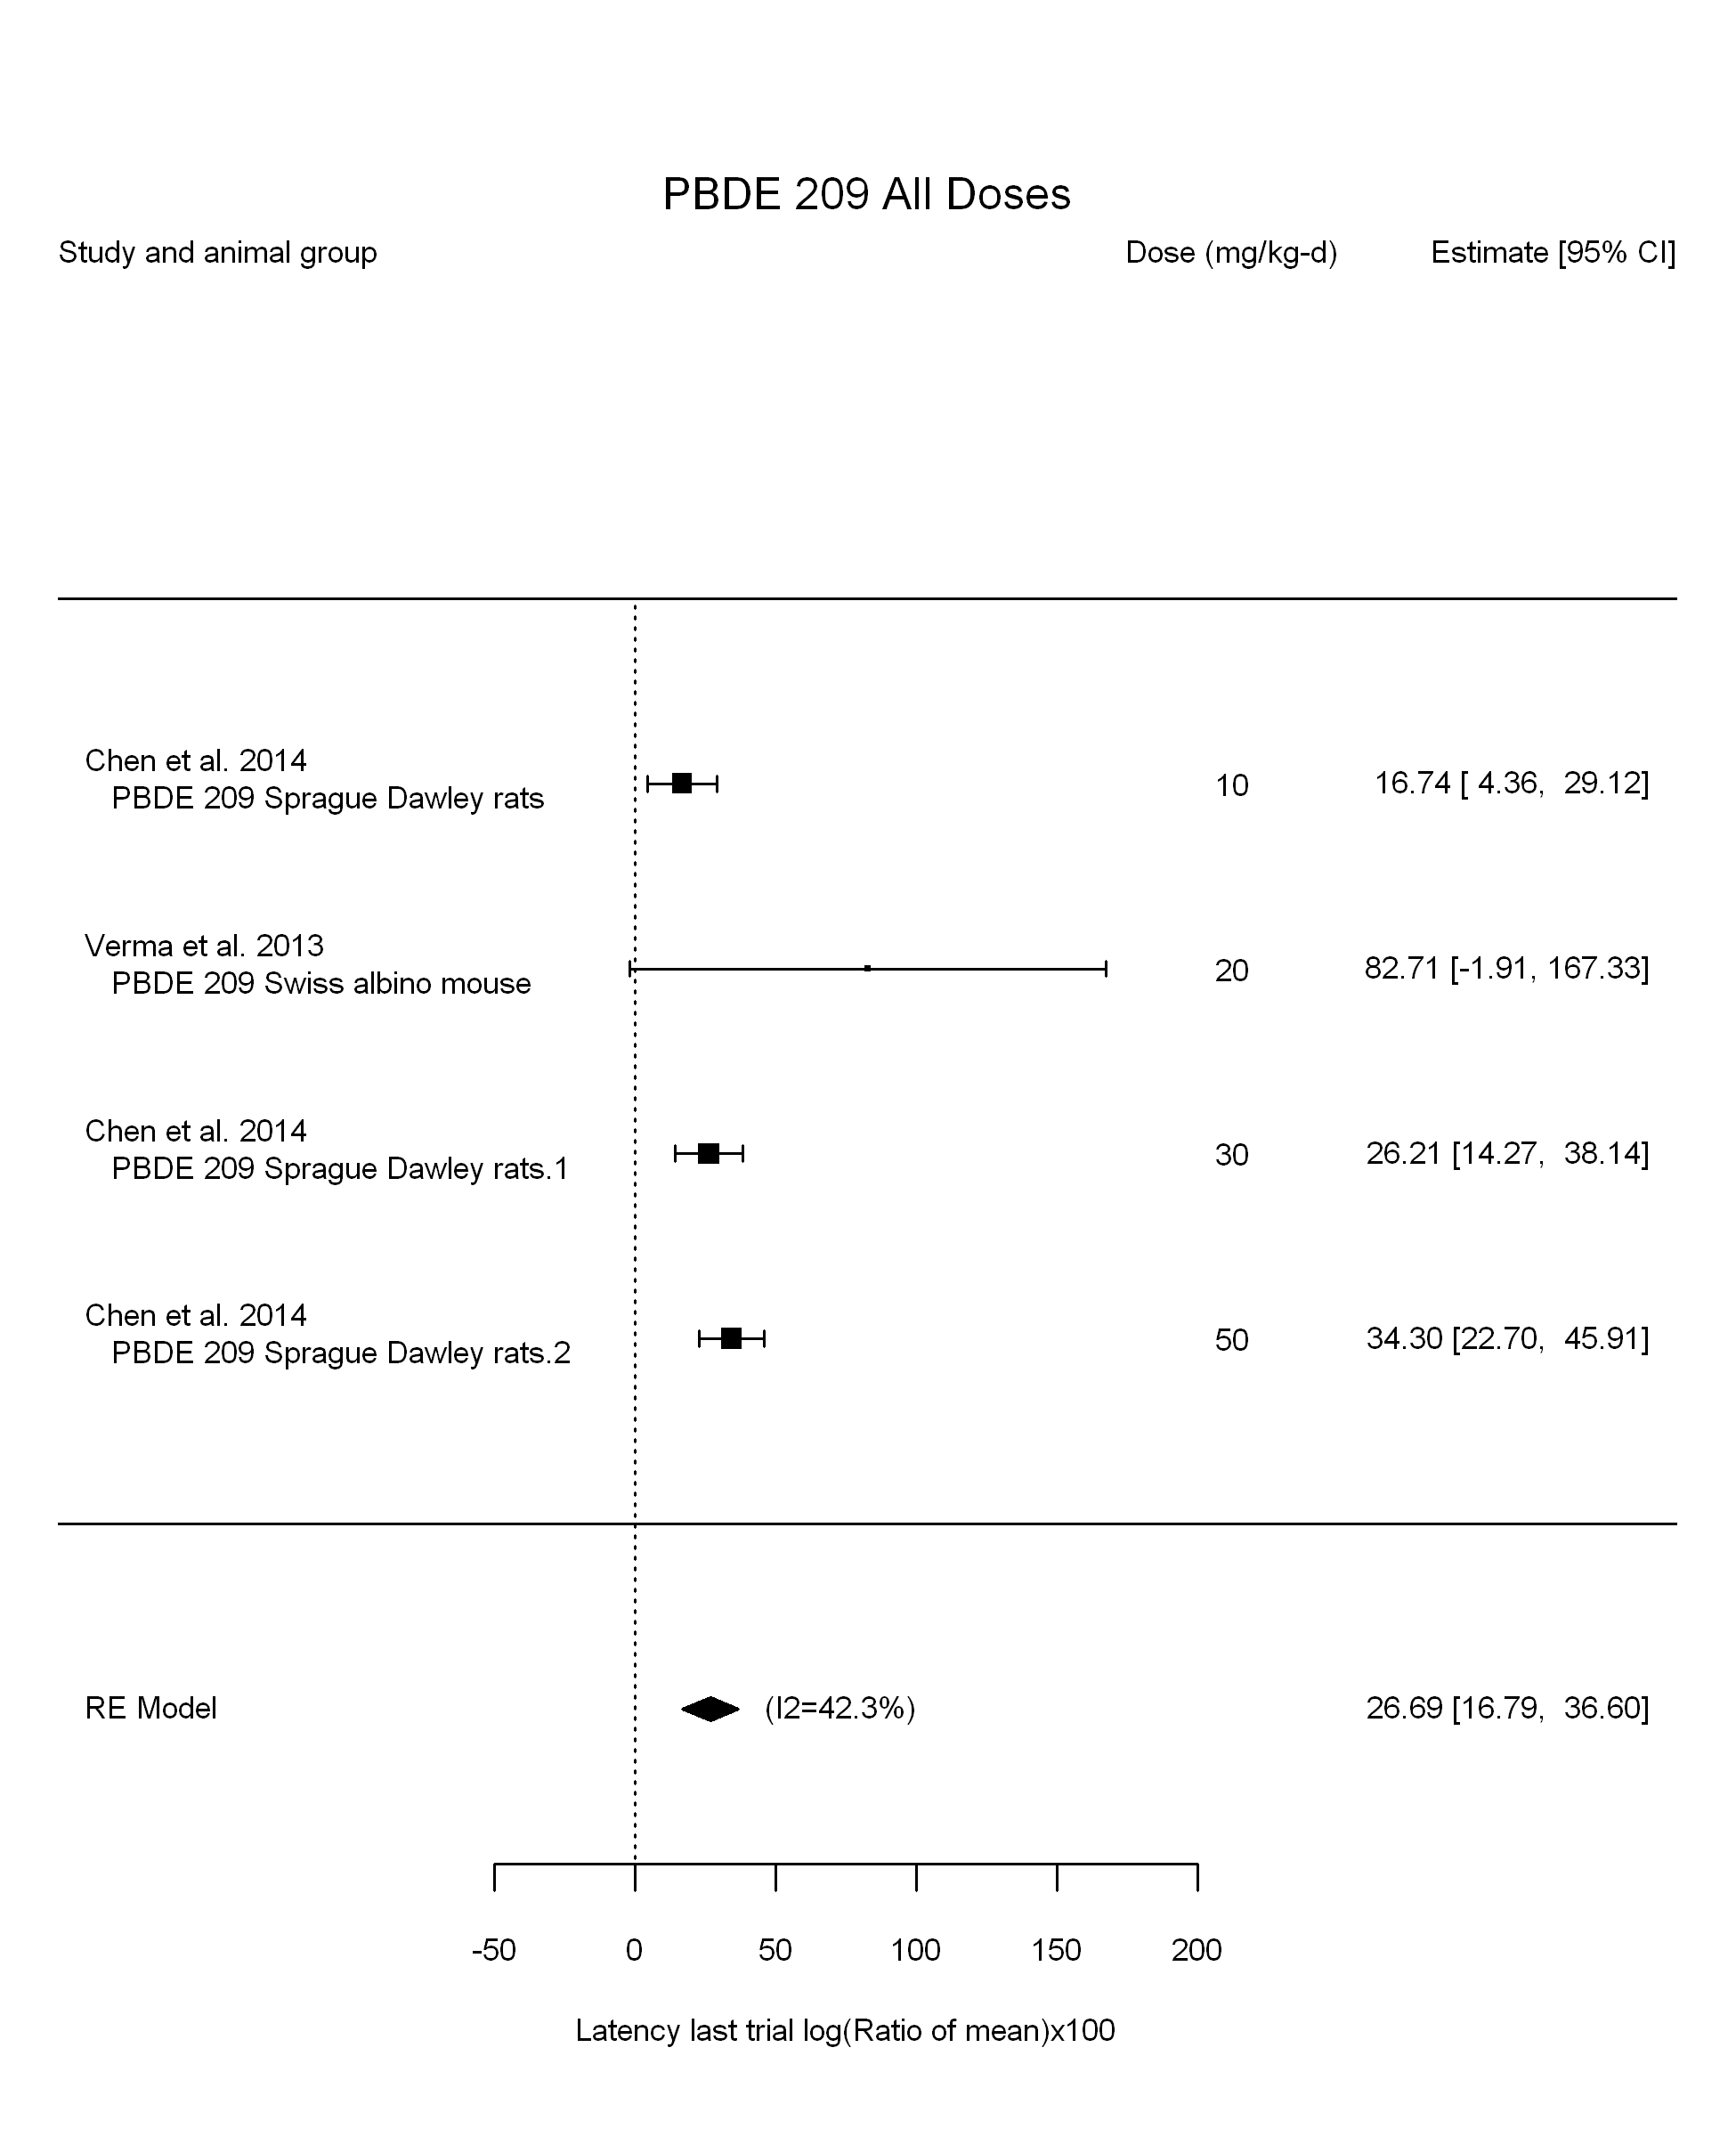 PBDE 209 All Doses
Study and animal group Dose (mg/kg-d) Estimate [95% CI]
Chen et al. 2014
PBDE 209 Sprague Dawley rats 10 16.74 [ 4.36, 29.12]
Verma et al. 2013
PBDE 209 Swiss albino mouse 20 82.71 [-1.91, 167.33]
Chen et al. 2014
PBDE 209 Sprague Dawley rats.1 30 26.21 [14.27, 38.14]
Chen et al. 2014
PBDE 209 Sprague Dawley rats.2 50 34.30 [22.70, 45.91]
RE Model (I2=42.3%) 26.69 [16.79, 36.60]
-50 0 50 100 150 200
Latency last trial log(Ratio of mean)x100